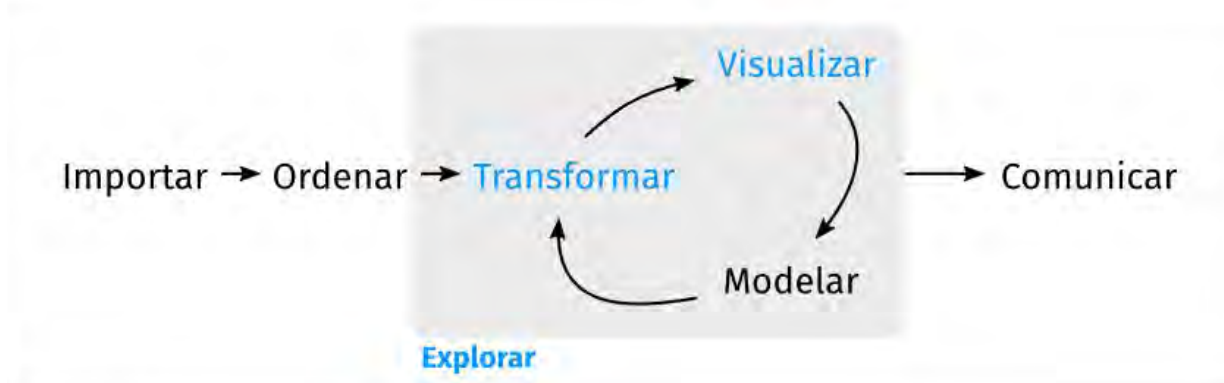 Visualizar
Importar → Ordenar → Transformar → Comunicar
Modelar
Explorar